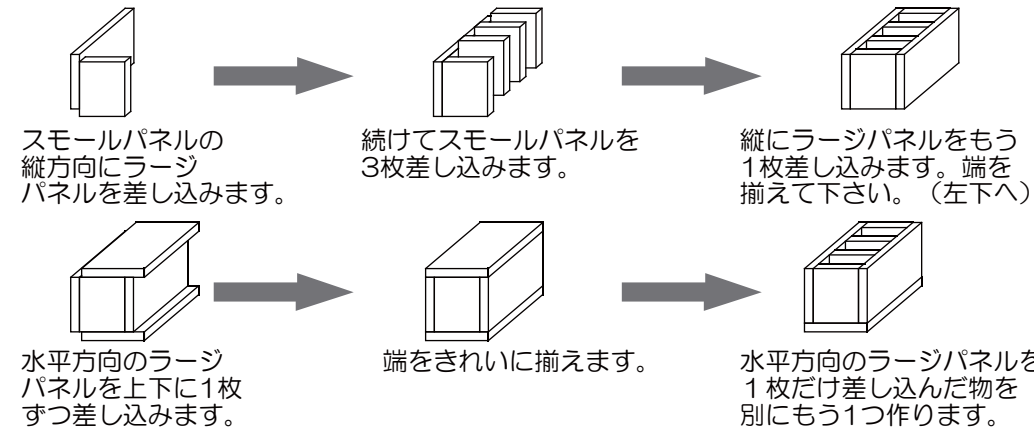 スモールパネルの
縦方向にラージ
パネルを差し込みます。
続けてスモールパネルを
3枚差し込みます。
縦にラージパネルをもう
1枚差し込みます。端を
揃えて下さい。（左下へ）
水平方向のラージ
パネルを上下に1枚
ずつ差し込みます。
端をきれいに揃えます。
水平方向のラージパネルを
１枚だけ差し込んだ物を
別にもう1つ作ります。